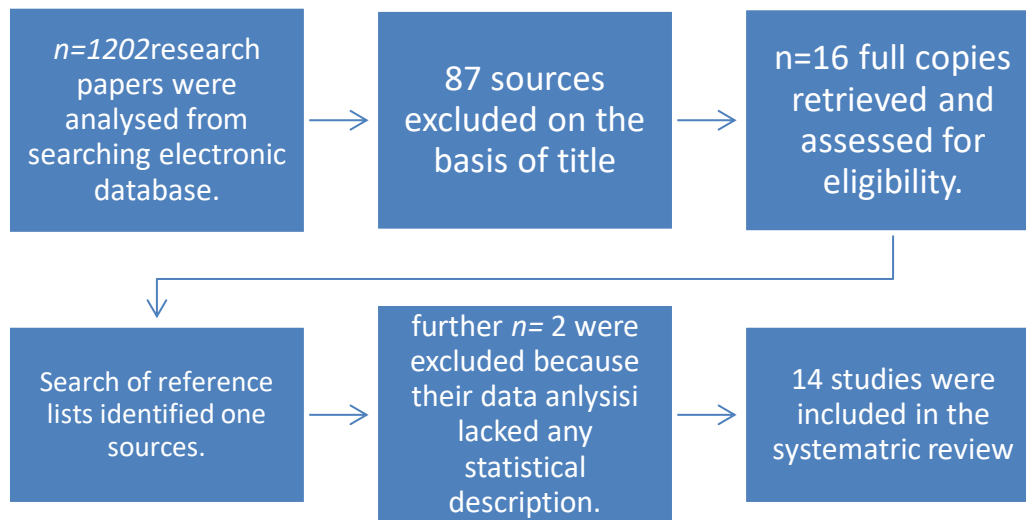 n=1202research
papers were
analysed from
searching electronic
database.
87 sources
excluded on the
basis of title
n=16 full copies
retrieved and
assessed for
eligibility.
Search of reference
lists identified one
sources.
further n= 2 were
excluded because
their data anlysisi
lacked any
statistical
description.
14 studies were
included in the
systematric review